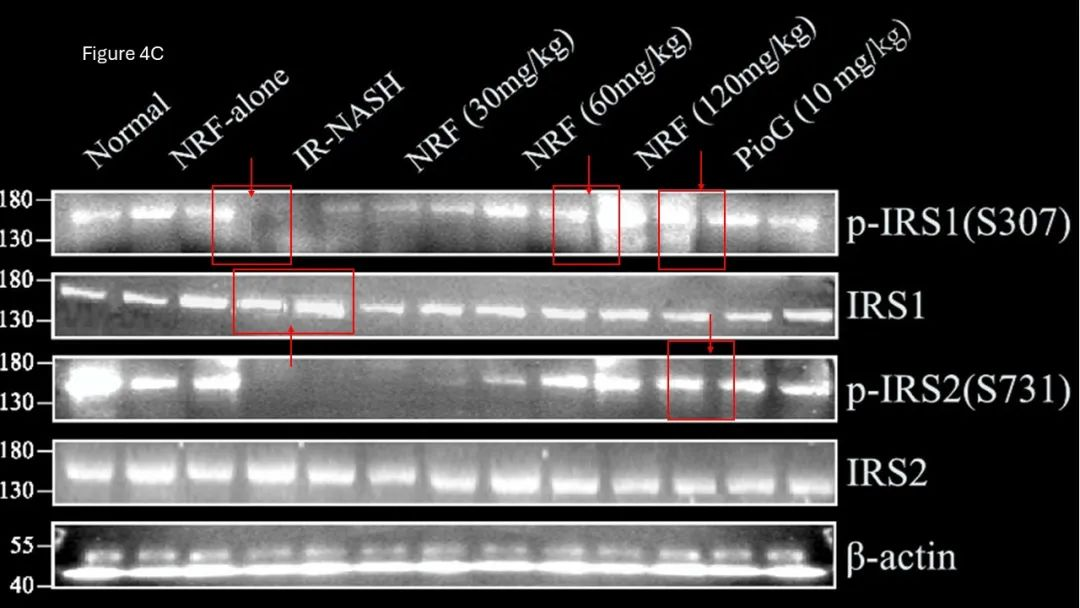 Figure 4C
Normal
NRF-alone
IR-NASH
NRF (30mg/kg)
NRF (60mg/kg)
NRF (120mg/kg)
PioG (10 mg/kg)
180
130
p-IRS1(S307)
180
130
IRS1
180
130
p-IRS2(S731)
180
130
IRS2
55
40
β-actin